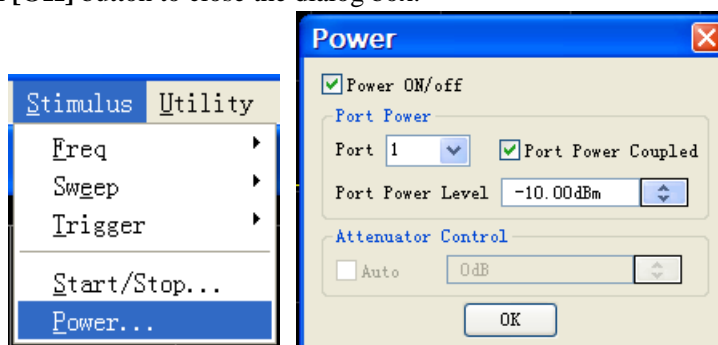 [OK] button to close the dialog box.
Stimulus Utility
Freq
Sweep
Trigger
Start/Stop...
Power...
Power
Power ON/off
Port Power
Port 1 Port Power Coupled
Port Power Level -10.00dBm
Attenuator Control
Auto 0dB
OK